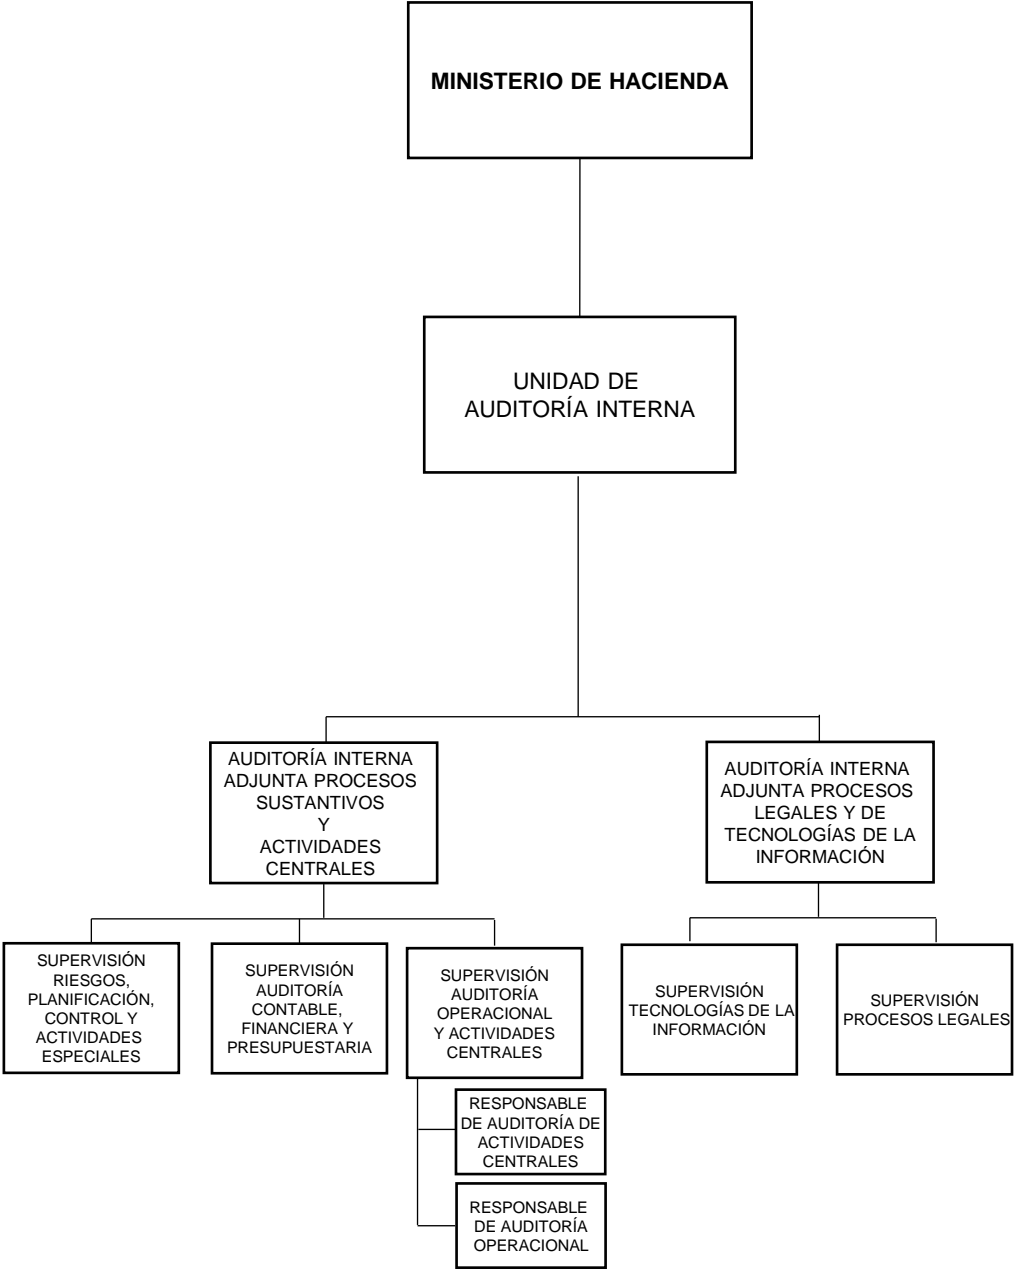 MINISTERIO DE HACIENDA
UNIDAD DE
AUDITORÍA INTERNA
AUDITORÍA INTERNA
ADJUNTA PROCESOS
SUSTANTIVOS
Y
ACTIVIDADES
CENTRALES
AUDITORÍA INTERNA
ADJUNTA PROCESOS
LEGALES Y DE
TECNOLOGÍAS DE LA
INFORMACIÓN
SUPERVISIÓN
RIESGOS,
PLANIFICACIÓN,
CONTROL Y
ACTIVIDADES
ESPECIALES
SUPERVISIÓN
AUDITORÍA
CONTABLE,
FINANCIERA Y
PRESUPUESTARIA
SUPERVISIÓN
AUDITORÍA
OPERACIONAL
Y ACTIVIDADES
CENTRALES
SUPERVISIÓN
TECNOLOGÍAS DE LA
INFORMACIÓN
SUPERVISIÓN
PROCESOS LEGALES
RESPONSABLE
DE AUDITORÍA DE
ACTIVIDADES
CENTRALES
RESPONSABLE
DE AUDITORÍA
OPERACIONAL